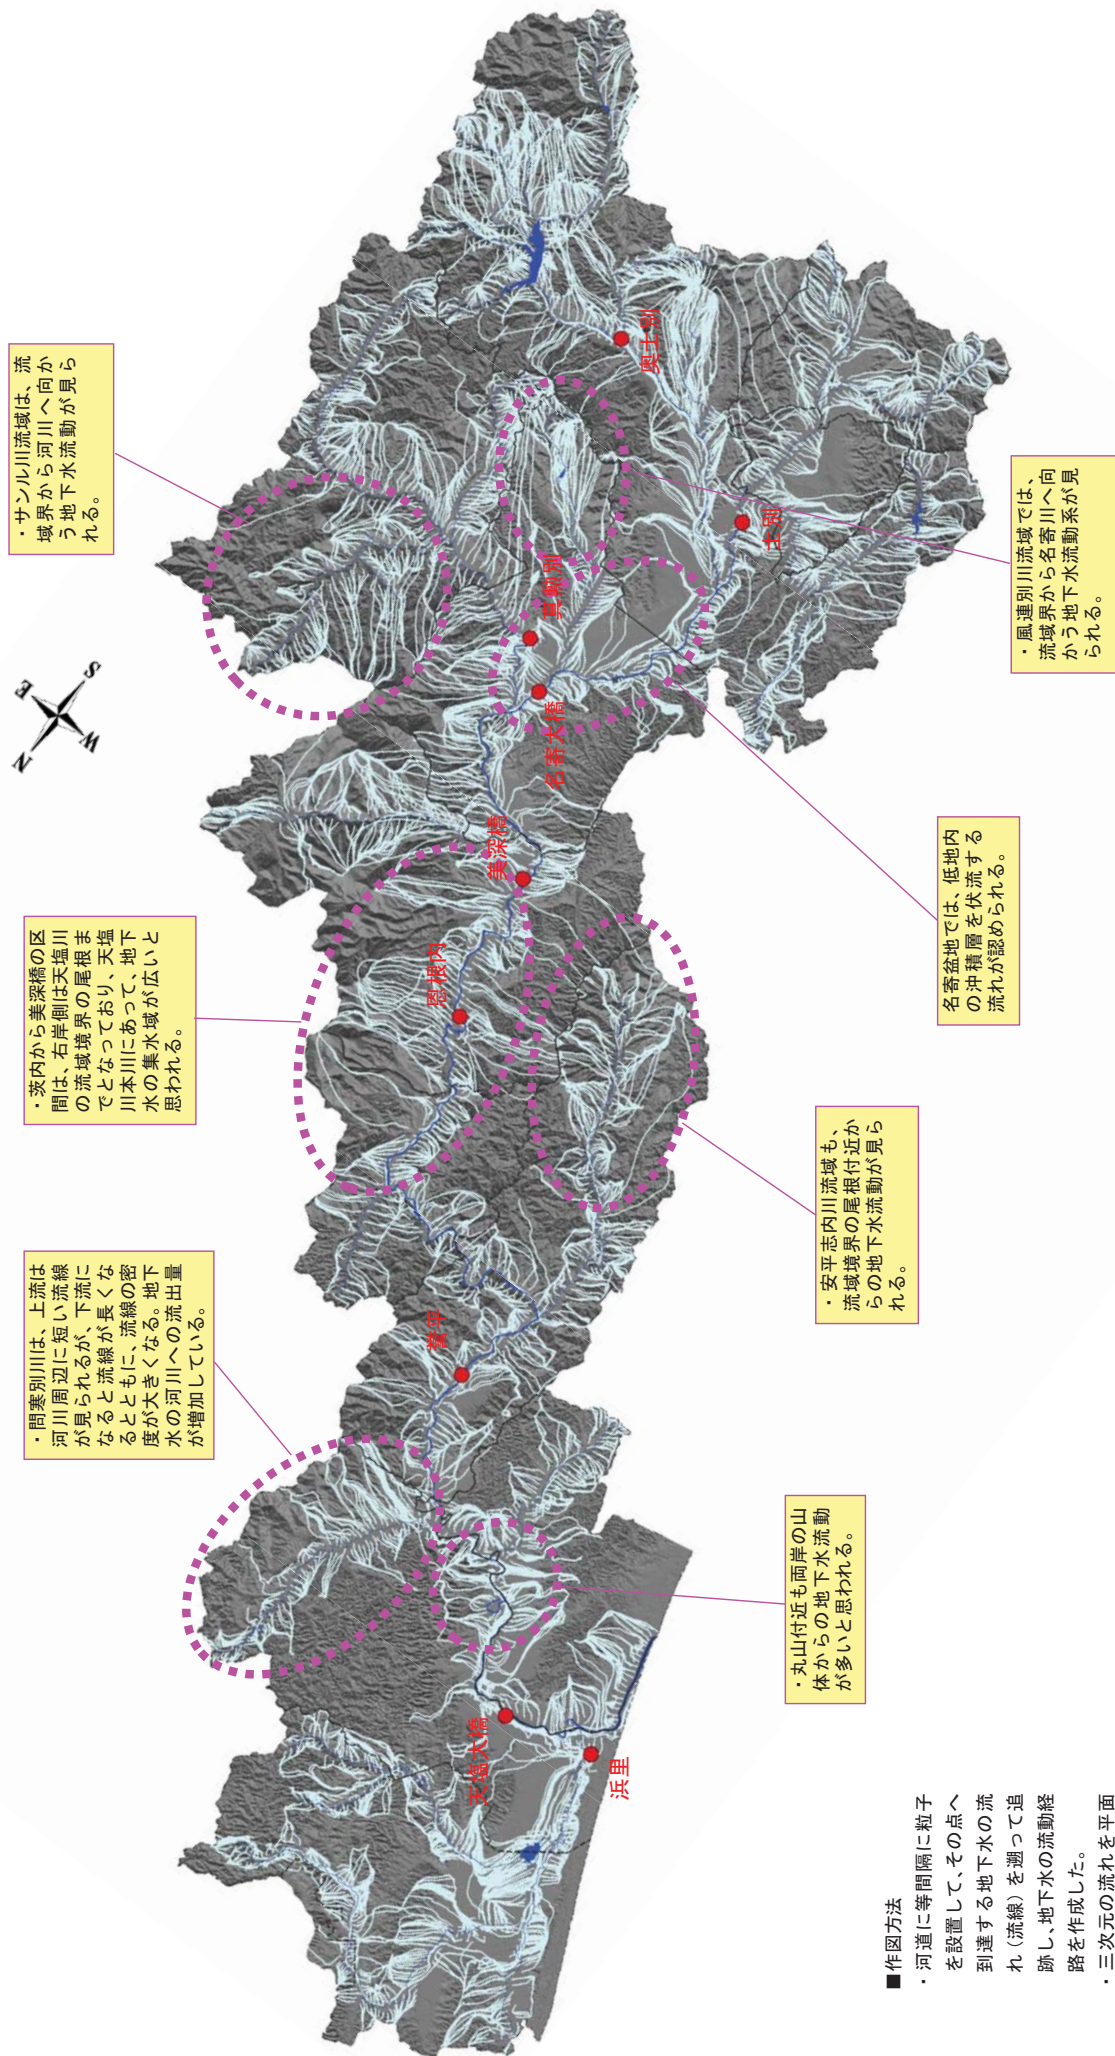 ・問寒別川は、上流は
河川周辺に短い流線
が見られるが、下流に
なると流線が長くな
るとともに、流線の密
度が大きくなる。地下
水の河川への流出量
が増加している。
・茨内から美深橋の区
間は、右岸側は天塩川
の流域境界の尾根ま
でとなっており、天塩
川本川にあって、地下
水の集水域が広いと
思われる。
N
E
W
S
・サンル川流域は、流
域界から河川へ向か
う地下水流動が見ら
れる。
誉平
恩根内
天塩大橋
美深橋
名寄大橋
真勲別
奥士別
浜里
士別
・丸山付近も両岸の山
体からの地下水流動
が多いと思われる。
・安平志内川流域も、
流域境界の尾根付近か
らの地下水流動が見ら
れる。
名寄盆地では、低地内
の沖積層を伏流する
流れが認められる。
・風連別川流域では、
流域界から名寄川へ向
かう地下水流動系が見
られる。
■作図方法
・河道に等間隔に粒子
を設置して、その点へ
到達する地下水の流
れ（流線）を遡って追
跡し、地下水の流動経
路を作成した。
・三次元の流れを平面